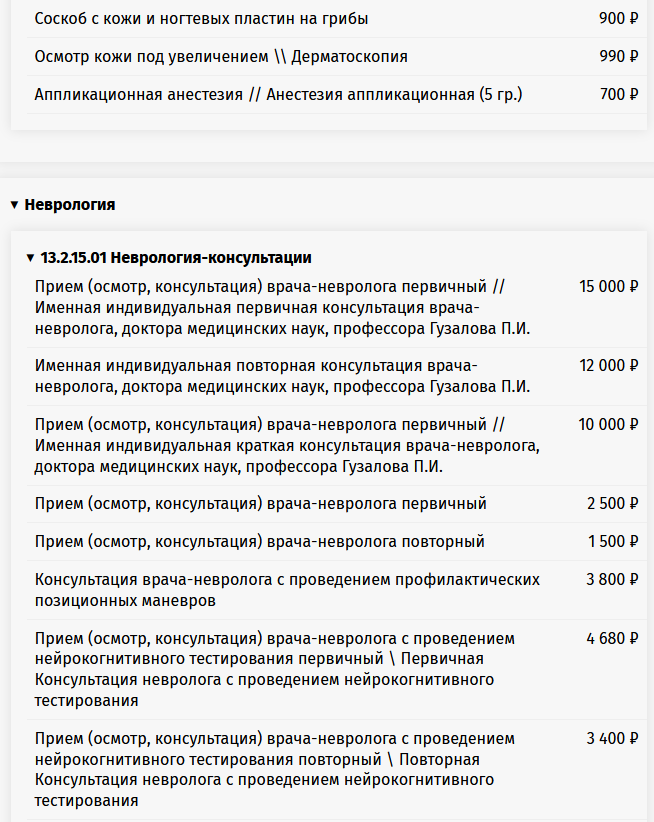 Соскоб с кожи и ногтевых пластин на грибы 900 ₽
Осмотр кожи под увеличением \\ Дерматоскопия 990 ₽
Аппликационная анестезия // Анестезия аппликационная (5 гр.) 700 ₽
▼ Неврология
▼ 13.2.15.01 Неврология-консультации
Прием (осмотр, консультация) врача-невролога первичный // 15 000 ₽
Именная индивидуальная первичная консультация врача-
невролога, доктора медицинских наук, профессора Гузалова П.И.
Именная индивидуальная повторная консультация врача- 12 000 ₽
невролога, доктора медицинских наук, профессора Гузалова П.И.
Прием (осмотр, консультация) врача-невролога первичный // 10 000 ₽
Именная индивидуальная краткая консультация врача-невролога,
доктора медицинских наук, профессора Гузалова П.И.
Прием (осмотр, консультация) врача-невролога первичный 2 500 ₽
Прием (осмотр, консультация) врача-невролога повторный 1 500 ₽
Консультация врача-невролога с проведением профилактических 3 800 ₽
позиционных маневров
Прием (осмотр, консультация) врача-невролога с проведением 4 680 ₽
нейрокогнитивного тестирования первичный \ Первичная
Консультация невролога с проведением нейрокогнитивного
тестирования
Прием (осмотр, консультация) врача-невролога с проведением 3 400 ₽
нейрокогнитивного тестирования повторный \ Повторная
Консультация невролога с проведением нейрокогнитивного
тестирования